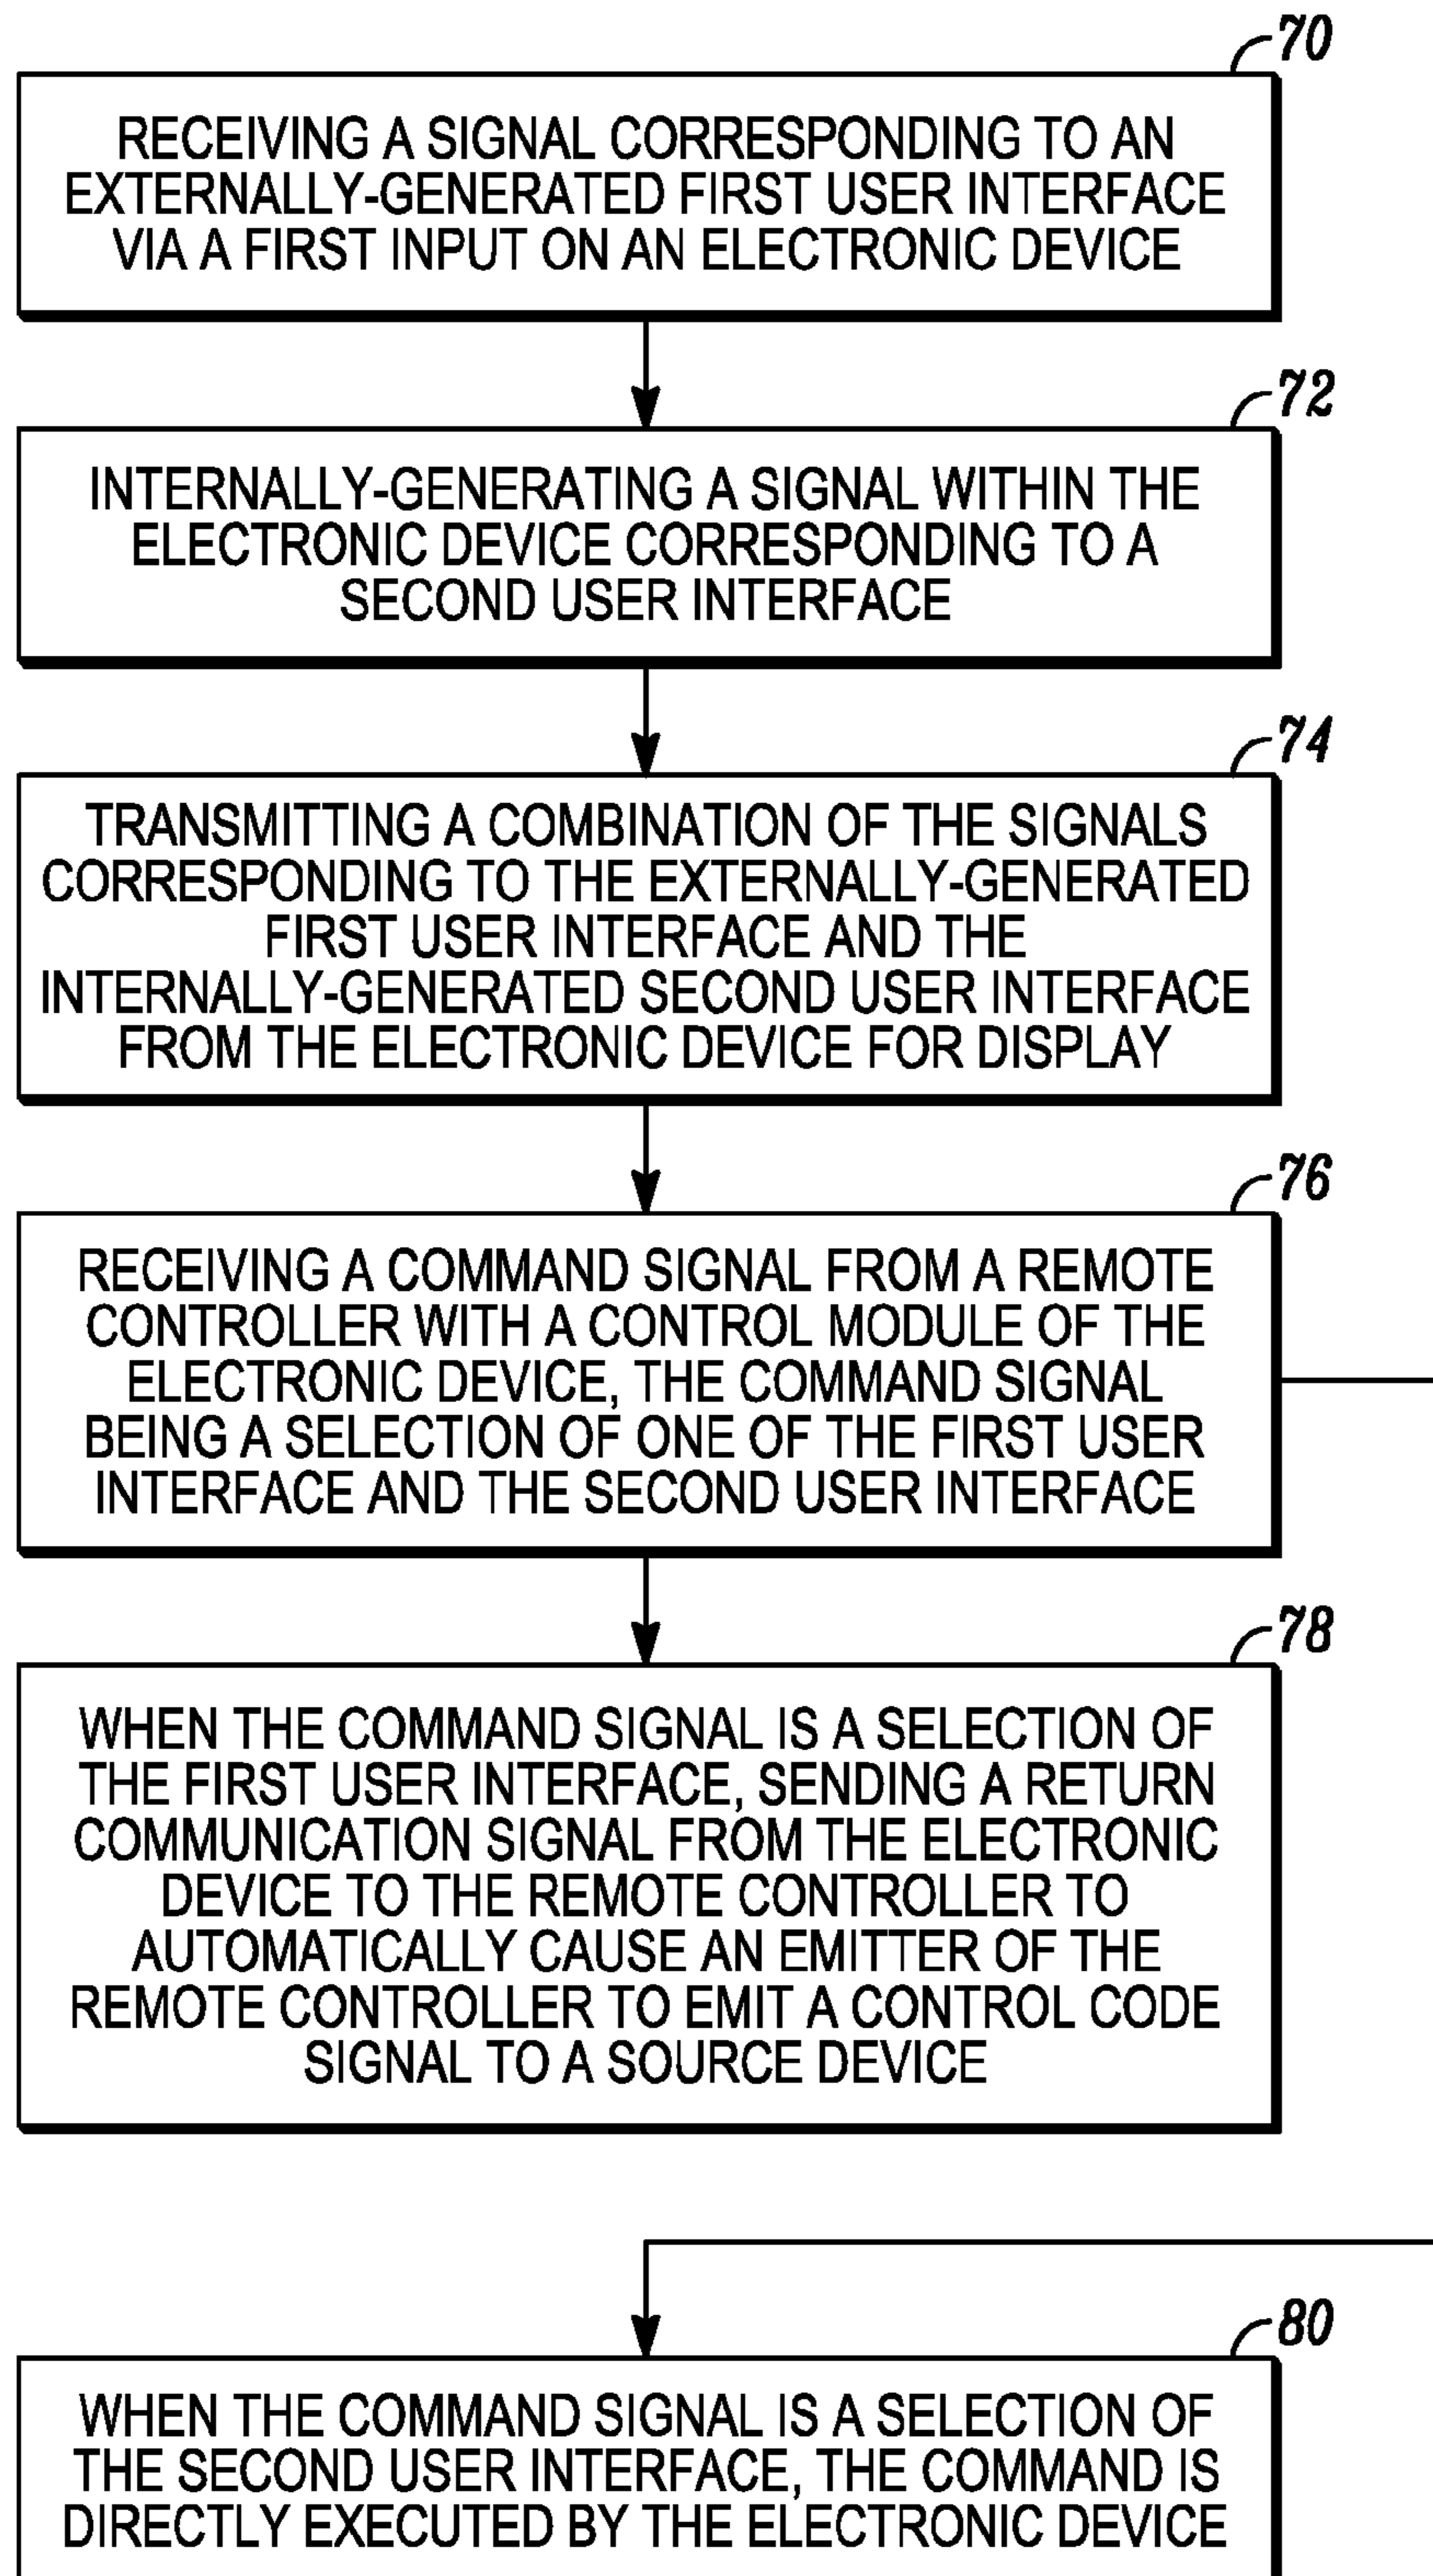 70
RECEIVING A SIGNAL CORRESPONDING TO AN
EXTERNALLY-GENERATED FIRST USER INTERFACE
VIA A FIRST INPUT ON AN ELECTRONIC DEVICE
72
INTERNALLY-GENERATING A SIGNAL WITHIN THE
ELECTRONIC DEVICE CORRESPONDING TO A
SECOND USER INTERFACE
74
TRANSMITTING A COMBINATION OF THE SIGNALS
CORRESPONDING TO THE EXTERNALLY-GENERATED
FIRST USER INTERFACE AND THE
INTERNALLY-GENERATED SECOND USER INTERFACE
FROM THE ELECTRONIC DEVICE FOR DISPLAY
76
RECEIVING A COMMAND SIGNAL FROM A REMOTE
CONTROLLER WITH A CONTROL MODULE OF THE
ELECTRONIC DEVICE, THE COMMAND SIGNAL
BEING A SELECTION OF ONE OF THE FIRST USER
INTERFACE AND THE SECOND USER INTERFACE
78
WHEN THE COMMAND SIGNAL IS A SELECTION OF
THE FIRST USER INTERFACE, SENDING A RETURN
COMMUNICATION SIGNAL FROM THE ELECTRONIC
DEVICE TO THE REMOTE CONTROLLER TO
AUTOMATICALLY CAUSE AN EMITTER OF THE
REMOTE CONTROLLER TO EMIT A CONTROL CODE
SIGNAL TO A SOURCE DEVICE
80
WHEN THE COMMAND SIGNAL IS A SELECTION OF
THE SECOND USER INTERFACE, THE COMMAND IS
DIRECTLY EXECUTED BY THE ELECTRONIC DEVICE